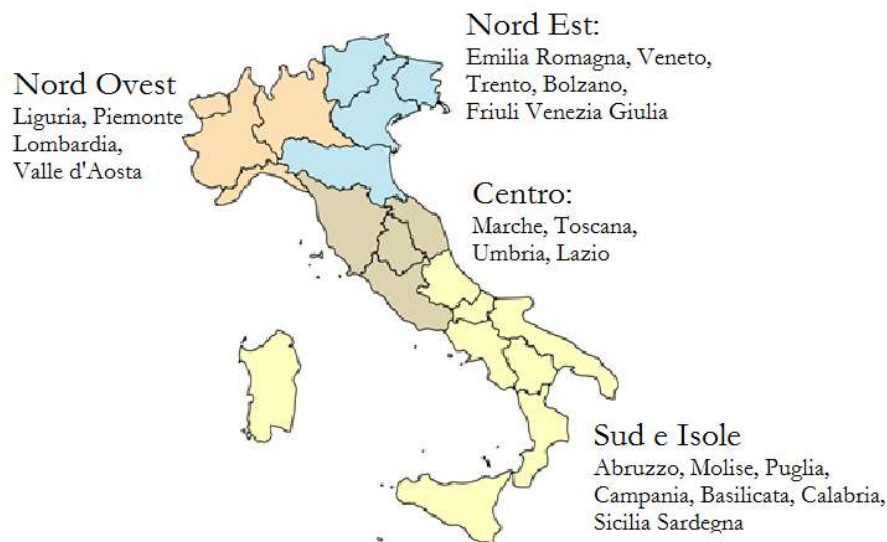 Nord Ovest
Liguria, Piemonte
Lombardia,
Valle d'Aosta
Nord Est:
Emilia Romagna, Veneto,
Trento, Bolzano,
Friuli Venezia Giulia
Centro:
Marche, Toscana,
Umbria, Lazio
Sud e Isole
Abruzzo, Molise, Puglia,
Campania, Basilicata, Calabria,
Sicilia Sardegna